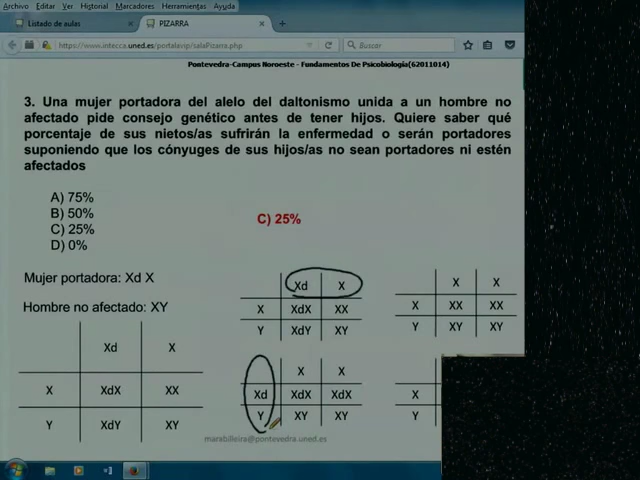 Archivo Editar Ver Historial Marcadores Herramientas Ayuda
Listado de aulas
PIZARRA
https://www.intecca.uned.es/portalavip/salaPizarra.php
Buscar
Pontevedra-Campus Noroeste - Fundamentos De Psicobiología(62011014)
3. Una mujer portadora del alelo del daltonismo unida a un hombre no
afectado pide consejo genético antes de tener hijos. Quiere saber qué
porcentaje de sus nietos/as sufrirán la enfermedad o serán portadores
suponiendo que los cónyuges de sus hijos/as no sean portadores ni estén
afectados
A) 75%
B) 50%
C) 25%
D) 0%
C) 25%
Mujer portadora: Xd X
Hombre no afectado: XY
Xd X
X XdX XX
Y XdY XY
Xd X
X XdX XX
Y XdY XY
X X
X XX XX
Y XY XY
X X
Xd XdX XdX
Y XY XY
X
Y
marabilleira@pontevedra.uned.es